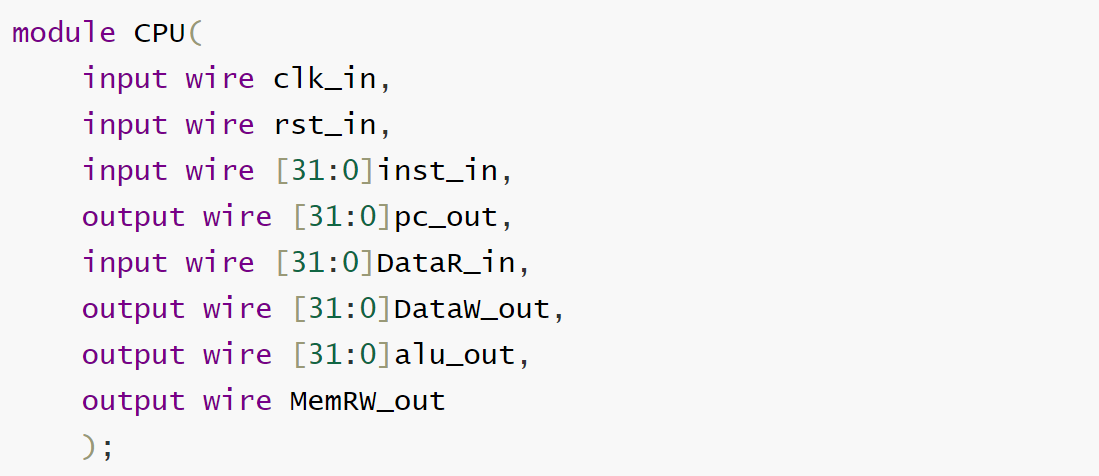 module CPU(
    input wire clk_in,
    input wire rst_in,
    input wire [31:0]inst_in,
    output wire [31:0]pc_out,
    input wire [31:0]DataR_in,
    output wire [31:0]DataW_out,
    output wire [31:0]alu_out,
    output wire MemRW_out
    );